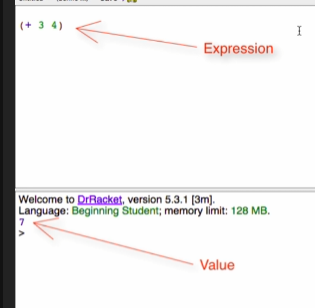 (+ 3 4)
Expression
Welcome to DrRacket, version 5.3.1 [3m].
Language: Beginning Student; memory limit: 128 MB.
7
>
Value